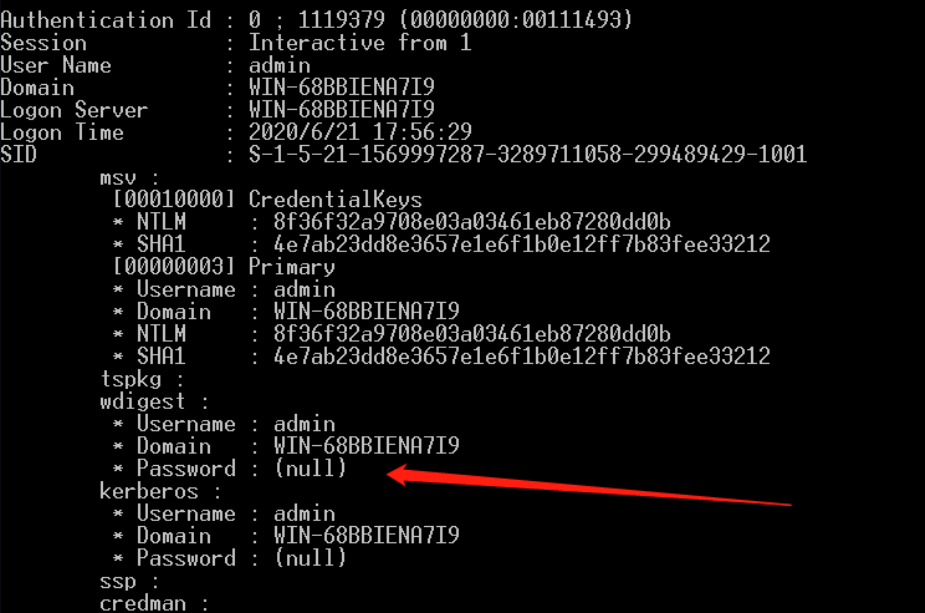 Authentication Id : 0 ; 1119379 (00000000:00111493)
Session           : Interactive from 1
User Name         : admin
Domain            : WIN-68BBIENA7I9
Logon Server      : WIN-68BBIENA7I9
Logon Time        : 2020/6/21 17:56:29
SID               : S-1-5-21-1569997287-3289711058-299489429-1001
        msv :
         [00010000] CredentialKeys
         * NTLM     : 8f36f32a9708e03a03461eb87280dd0b
         * SHA1     : 4e7ab23dd8e3657e1e6f1b0e12ff7b83fee33212
         [00000003] Primary
         * Username : admin
         * Domain   : WIN-68BBIENA7I9
         * NTLM     : 8f36f32a9708e03a03461eb87280dd0b
         * SHA1     : 4e7ab23dd8e3657e1e6f1b0e12ff7b83fee33212
        tspkg :
        wdigest :
         * Username : admin
         * Domain   : WIN-68BBIENA7I9
         * Password : (null)
        kerberos :
         * Username : admin
         * Domain   : WIN-68BBIENA7I9
         * Password : (null)
        ssp :
        credman :